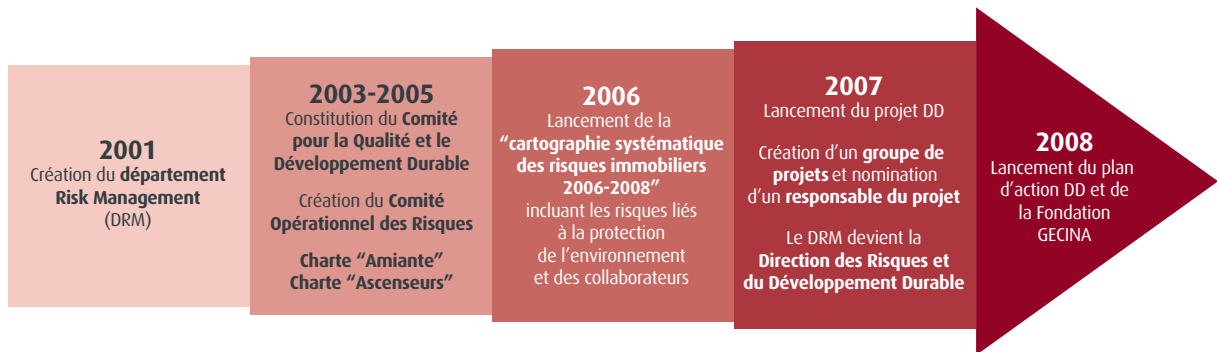 2001
Création du département
Risk Management
(DRM)
2003-2005
Constitution du Comité
pour la Qualité et le
Développement Durable
Création du Comité
Opérationnel des Risques
Charte “Amiante”
Charte “Ascenseurs”
2006
Lancement de la
“cartographie systématique
des risques immobiliers
2006-2008”
incluant les risques liés
à la protection
de l’environnement
et des collaborateurs
2007
Lancement du projet DD
Création d’un groupe de
projets et nomination
d’un responsable du projet
Le DRM devient la
Direction des Risques et
du Développement Durable
2008
Lancement du plan
d’action DD et de
la Fondation
GECINA